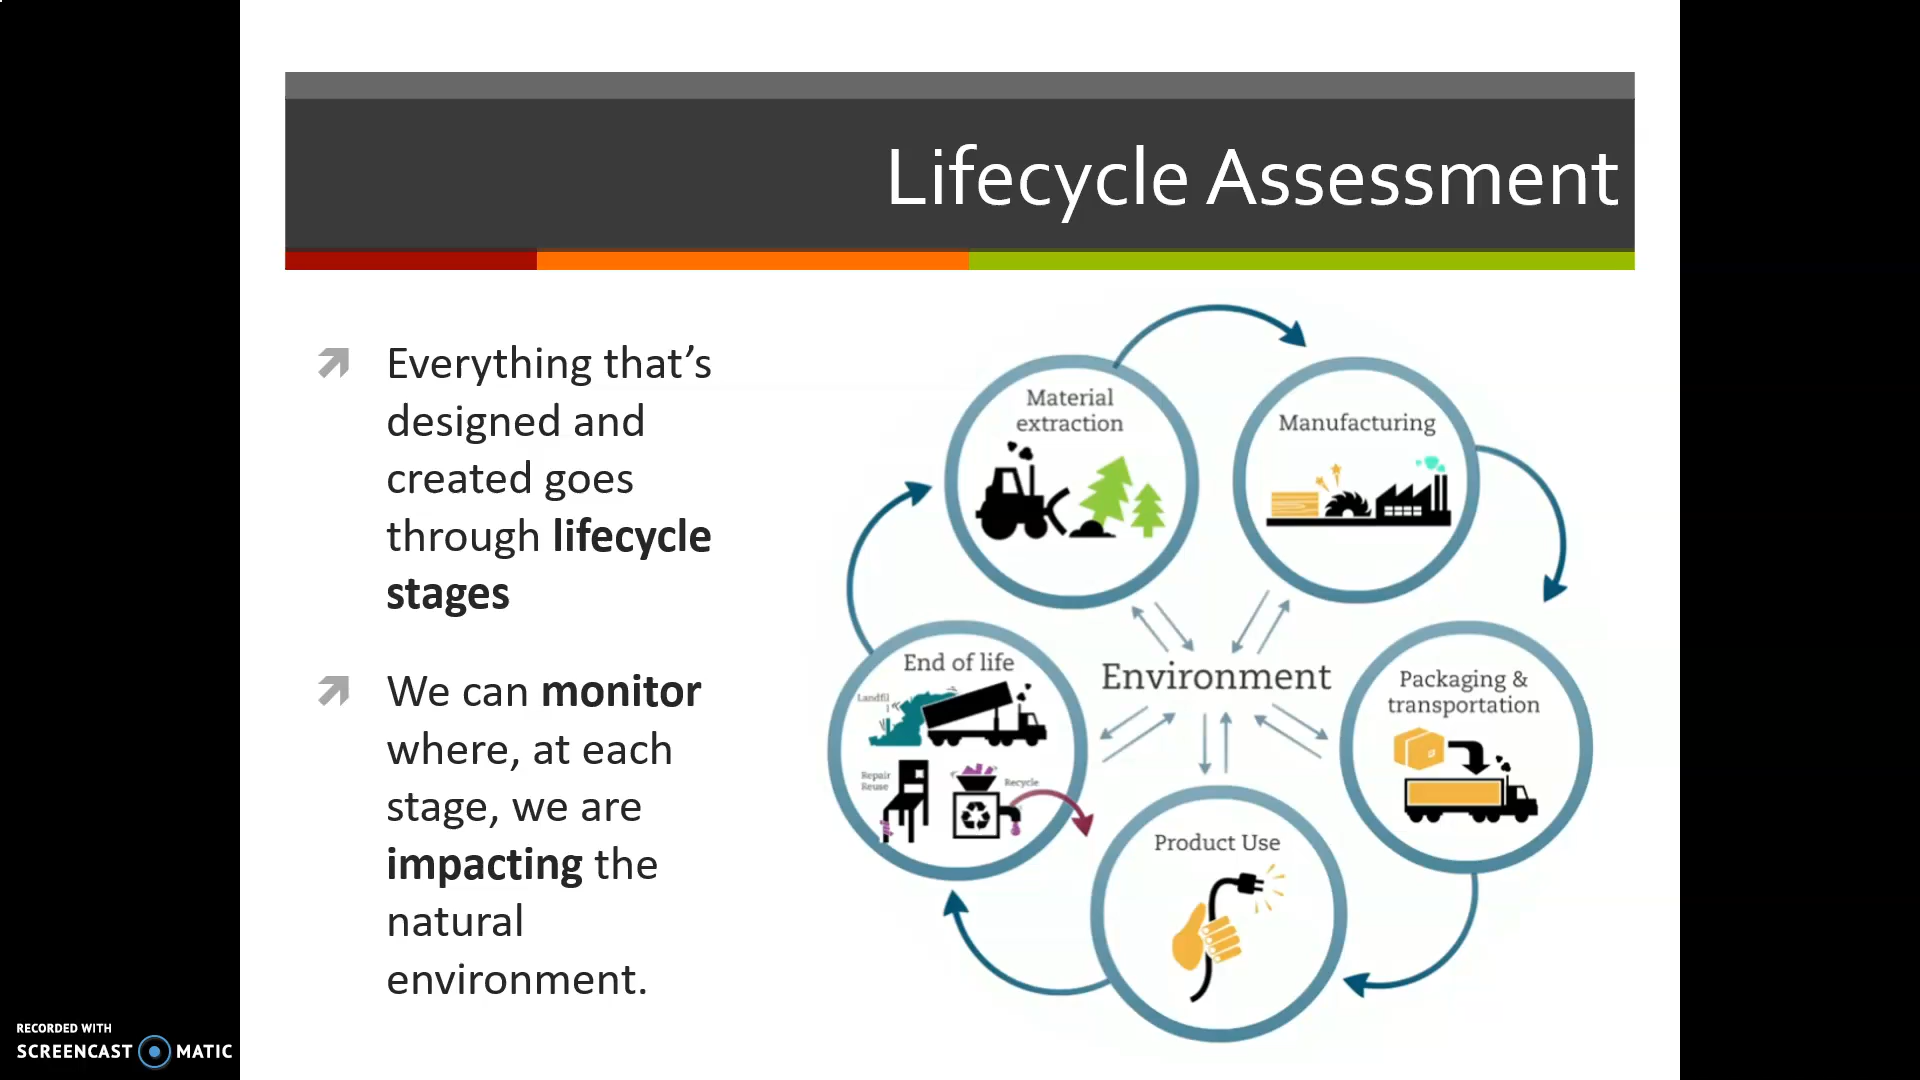 Lifecycle Assessment
Everything that’s
designed and
created goes
through lifecycle
stages
We can monitor
where, at each
stage, we are
impacting the
natural
environment.
Material
extraction
Manufacturing
Packaging &
transportation
Product Use
End of life
Landfil
l
Repair
Reuse
Recycle
Environment
RECORDED WITH
SCREENCAST MATIC